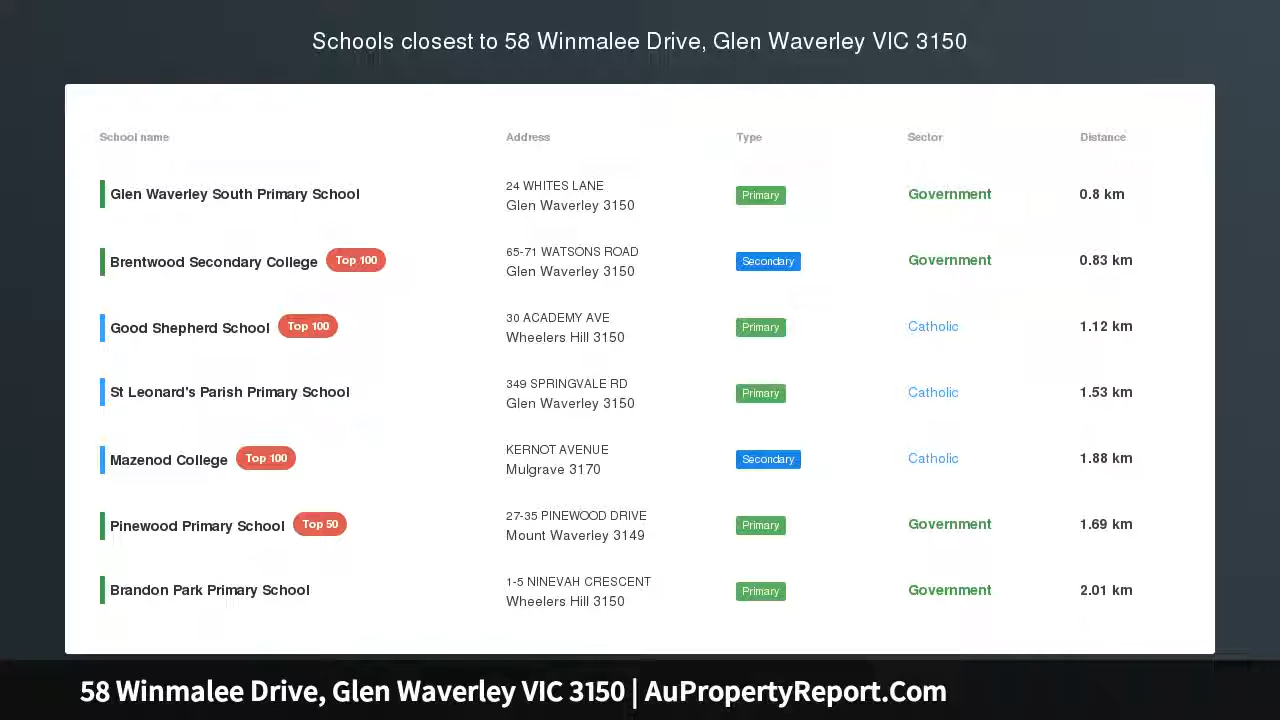 Schools closest to 58 Winmalee Drive, Glen Waverley VIC 3150
School name Address Type Sector Distance
Glen Waverley South Primary School 24 WHITES LANE Glen Waverley 3150 Primary Government 0.8 km
Brentwood Secondary College Top 100 65-71 WATSONS ROAD Glen Waverley 3150 Secondary Government 0.83 km
Good Shepherd School Top 100 30 ACADEMY AVE Wheelers Hill 3150 Primary Catholic 1.12 km
St Leonard's Parish Primary School 349 SPRINGVALE RD Glen Waverley 3150 Primary Catholic 1.53 km
Mazenod College Top 100 KERNOT AVENUE Mulgrave 3170 Secondary Catholic 1.88 km
Pinewood Primary School Top 50 27-35 PINEWOOD DRIVE Mount Waverley 3149 Primary Government 1.69 km
Brandon Park Primary School 1-5 NINEVAH CRESCENT Wheelers Hill 3150 Primary Government 2.01 km
58 Winmalee Drive, Glen Waverley VIC 3150 | AuPropertyReport.Com